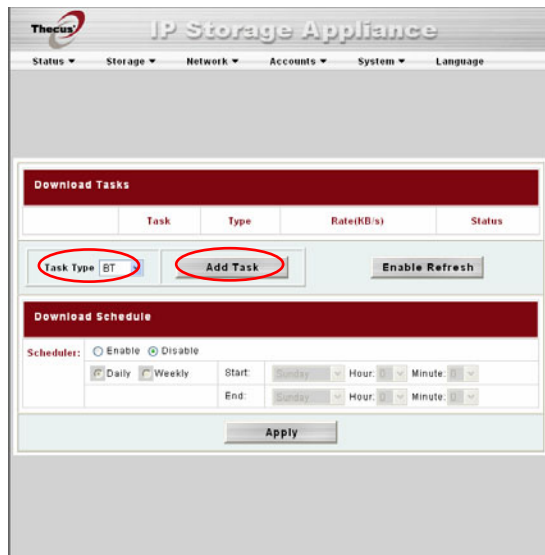 Thecus IP Storage Appliance
Status Storage Network Accounts System Language
Download Tasks
Task Type Rate(KB/s) Status
Task Type BT Add Task Enable Refresh
Download Schedule
Scheduler: Enable Disable
Daily Weekly Start: Sunday Hour: 0 Minute: 0
End: Sunday Hour: 0 Minute: 0
Apply